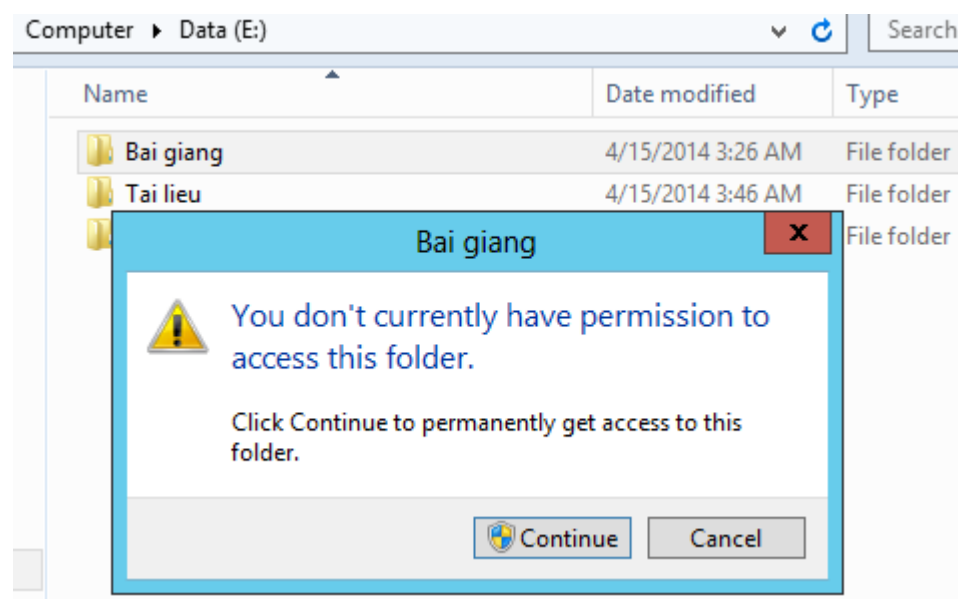 Computer ▸ Data (E:) Search
Name Date modified Type
Bai giang 4/15/2014 3:26 AM File folder
Tai lieu 4/15/2014 3:46 AM File folder
File folder
Bai giang x
You don't currently have permission to
access this folder.
Click Continue to permanently get access to this
folder.
Continue Cancel